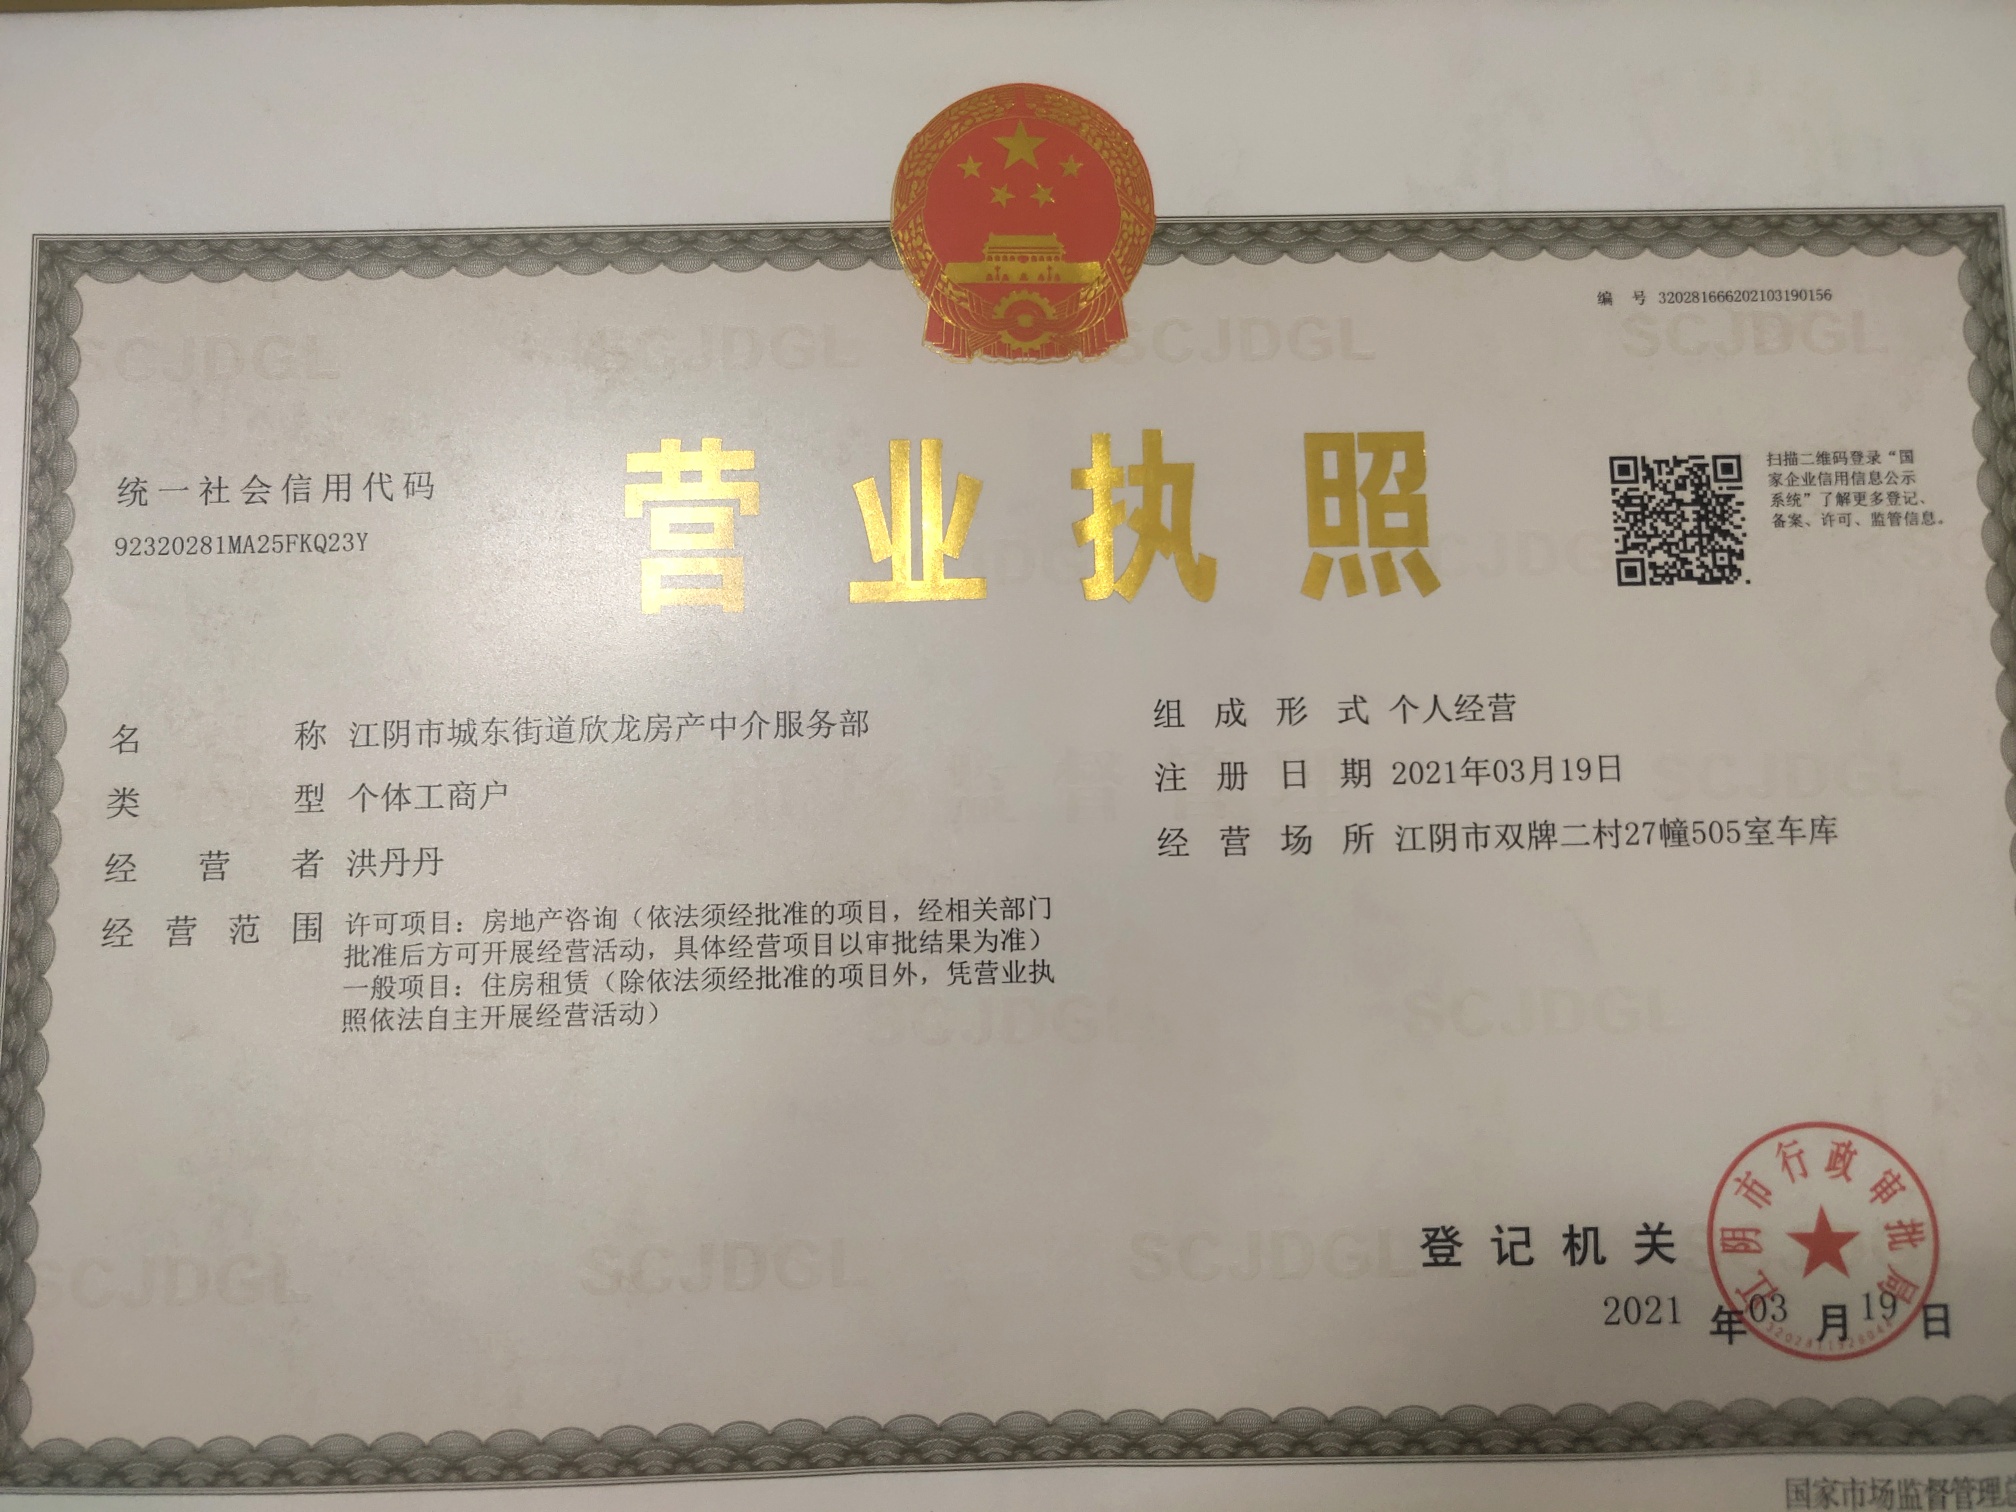 编 号 320281666202103190156
营业执照
统一社会信用代码
92320281MA25FKQ23Y
扫描二维码登录“国
家企业信用信息公示
系统”了解更多登记、
备案、许可、监管信息。
名 称 江阴市城东街道欣龙房产中介服务部
类 型 个体工商户
经 营 者 洪丹丹
经 营 范 围 许可项目：房地产咨询（依法须经批准的项目，经相关部门
批准后方可开展经营活动，具体经营项目以审批结果为准）
一般项目：住房租赁（除依法须经批准的项目外，凭营业执
照依法自主开展经营活动）
组 成 形 式 个人经营
注 册 日 期 2021年03月19日
经 营 场 所 江阴市双牌二村27幢505室车库
登 记 机 关
江阴市行政审批局
2021 年 03 月 19 日
国家市场监督管理
SCJDGL